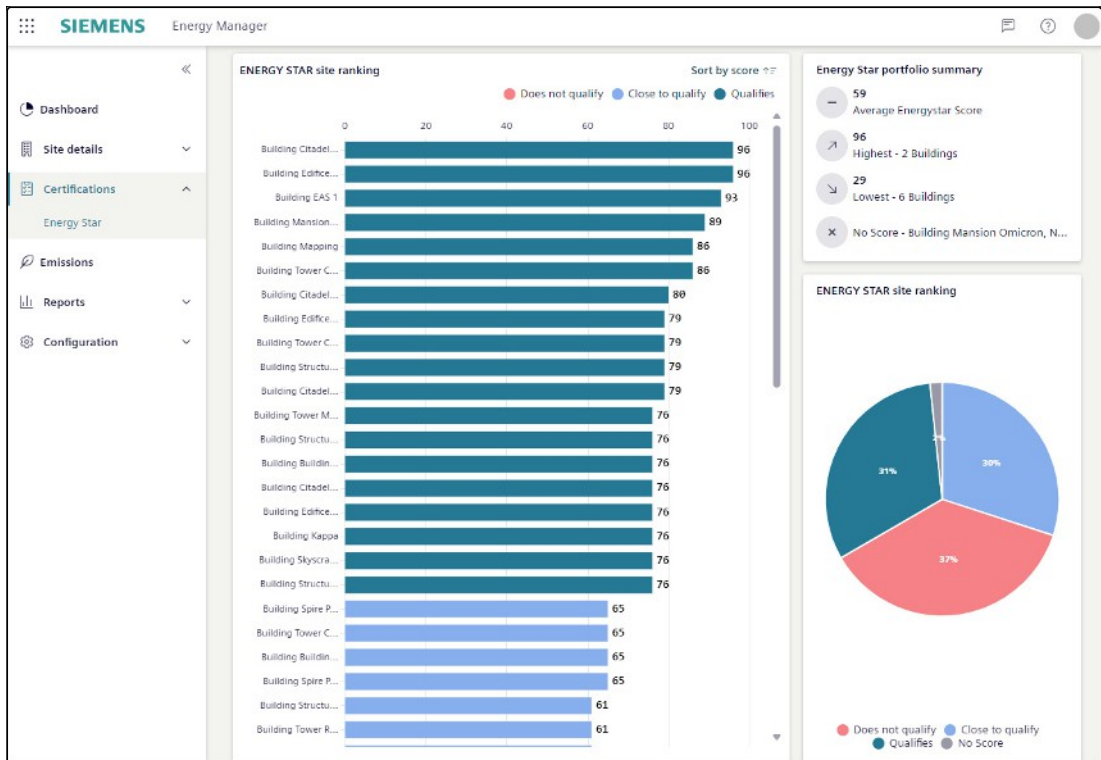 SIEMENS Energy Manager
Dashboard
Site details
Certifications
Energy Star
Emissions
Reports
Configuration
ENERGY STAR site ranking Sort by score
Does not qualify Close to qualify Qualifies
0 20 40 60 80 100
Building Citadel... 96
Building Edifice... 96
Building EAS 1 93
Building Mansion... 89
Building Mapping 86
Building Tower C... 86
Building Citadel... 80
Building Edifice... 79
Building Tower C... 79
Building Structu... 79
Building Citadel... 79
Building Tower M... 76
Building Structu... 76
Building Buildin... 76
Building Citadel... 76
Building Edifice... 76
Building Kappa 76
Building Skyscra... 76
Building Structu... 76
Building Spire P... 65
Building Tower C... 65
Building Buildin... 65
Building Spire P... 65
Building Structu... 61
Building Tower R... 61
Energy Star portfolio summary
59
Average Energystar Score
96
Highest - 2 Buildings
29
Lowest - 6 Buildings
No Score - Building Mansion Omicron, N...
ENERGY STAR site ranking
2%
31%
30%
37%
Does not qualify Close to qualify
Qualifies No Score